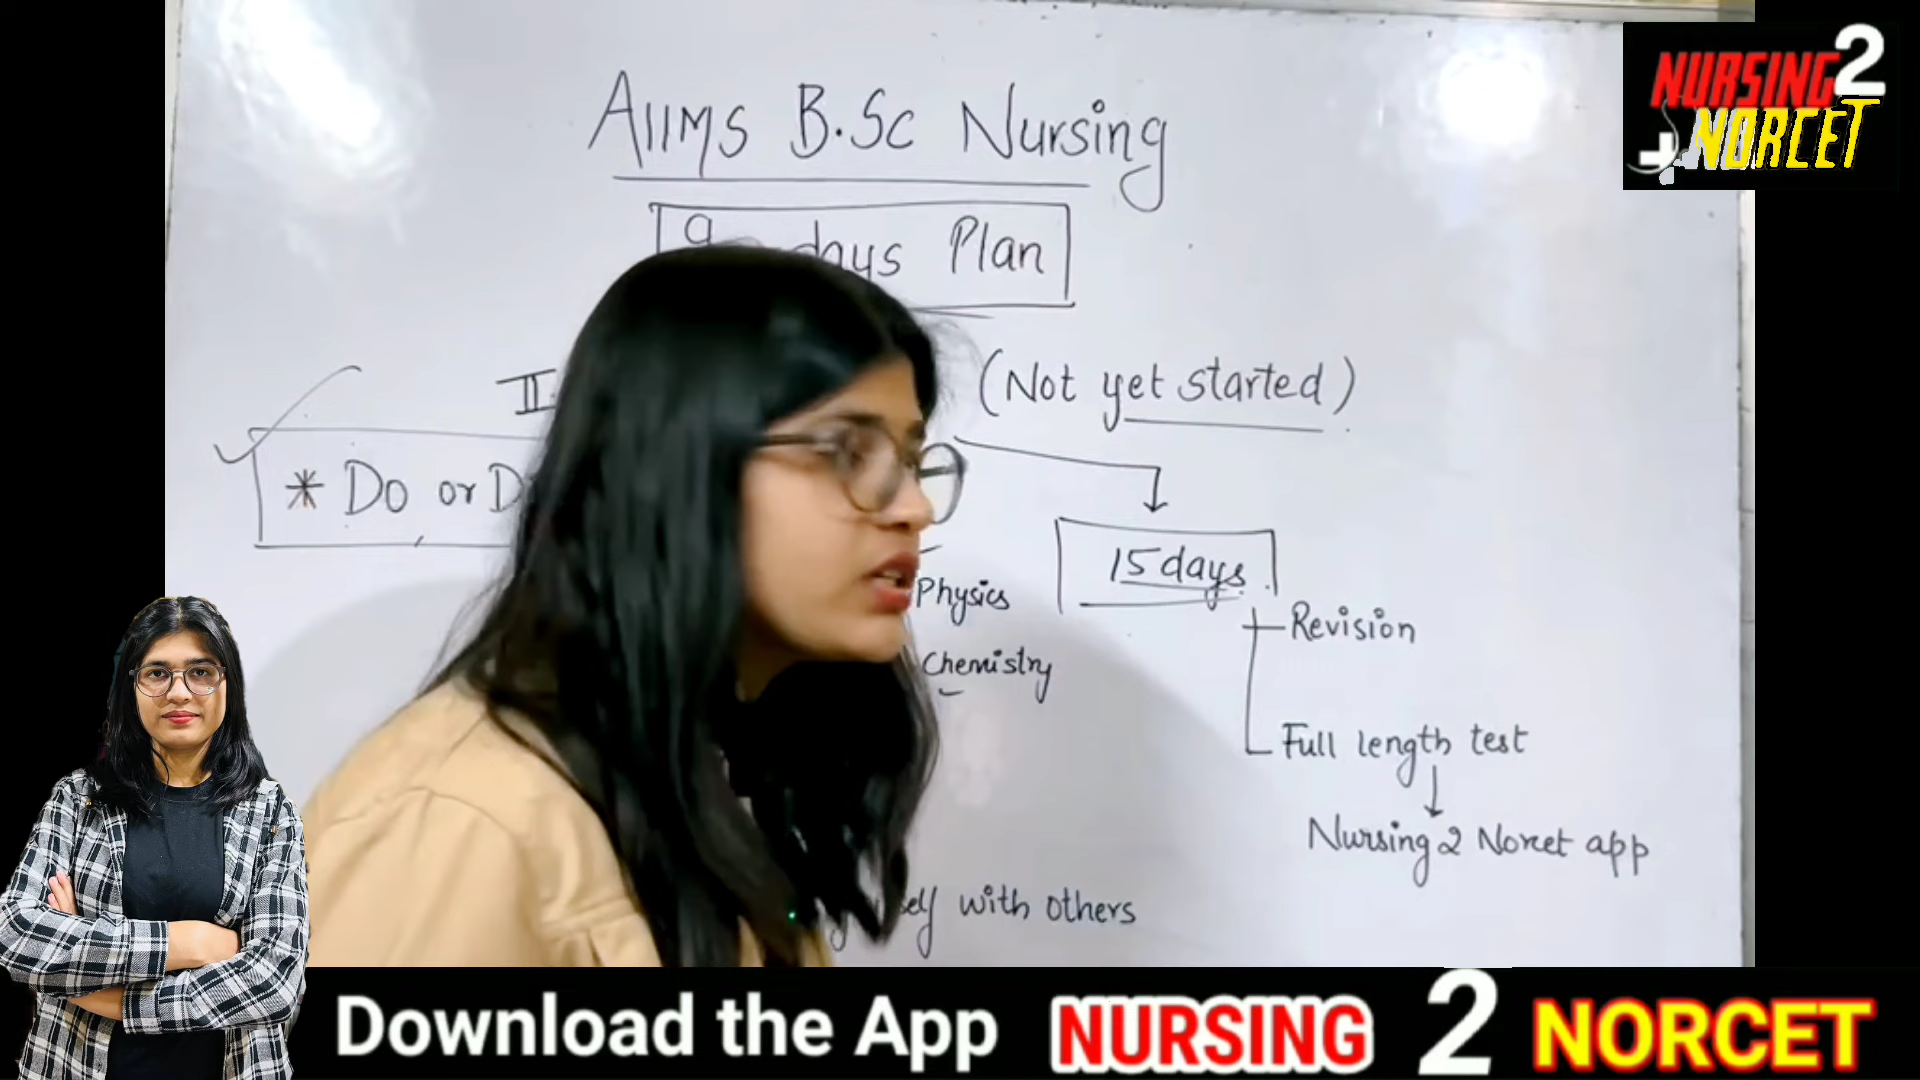 AIIMS B.Sc Nursing
days Plan
II
(Not yet started)
* Do or
15 days
Physics
Revision
Chemistry
Full length test
Nursing 2 Norcet app
with others
NURSING 2
NORCET
Download the App NURSING 2 NORCET